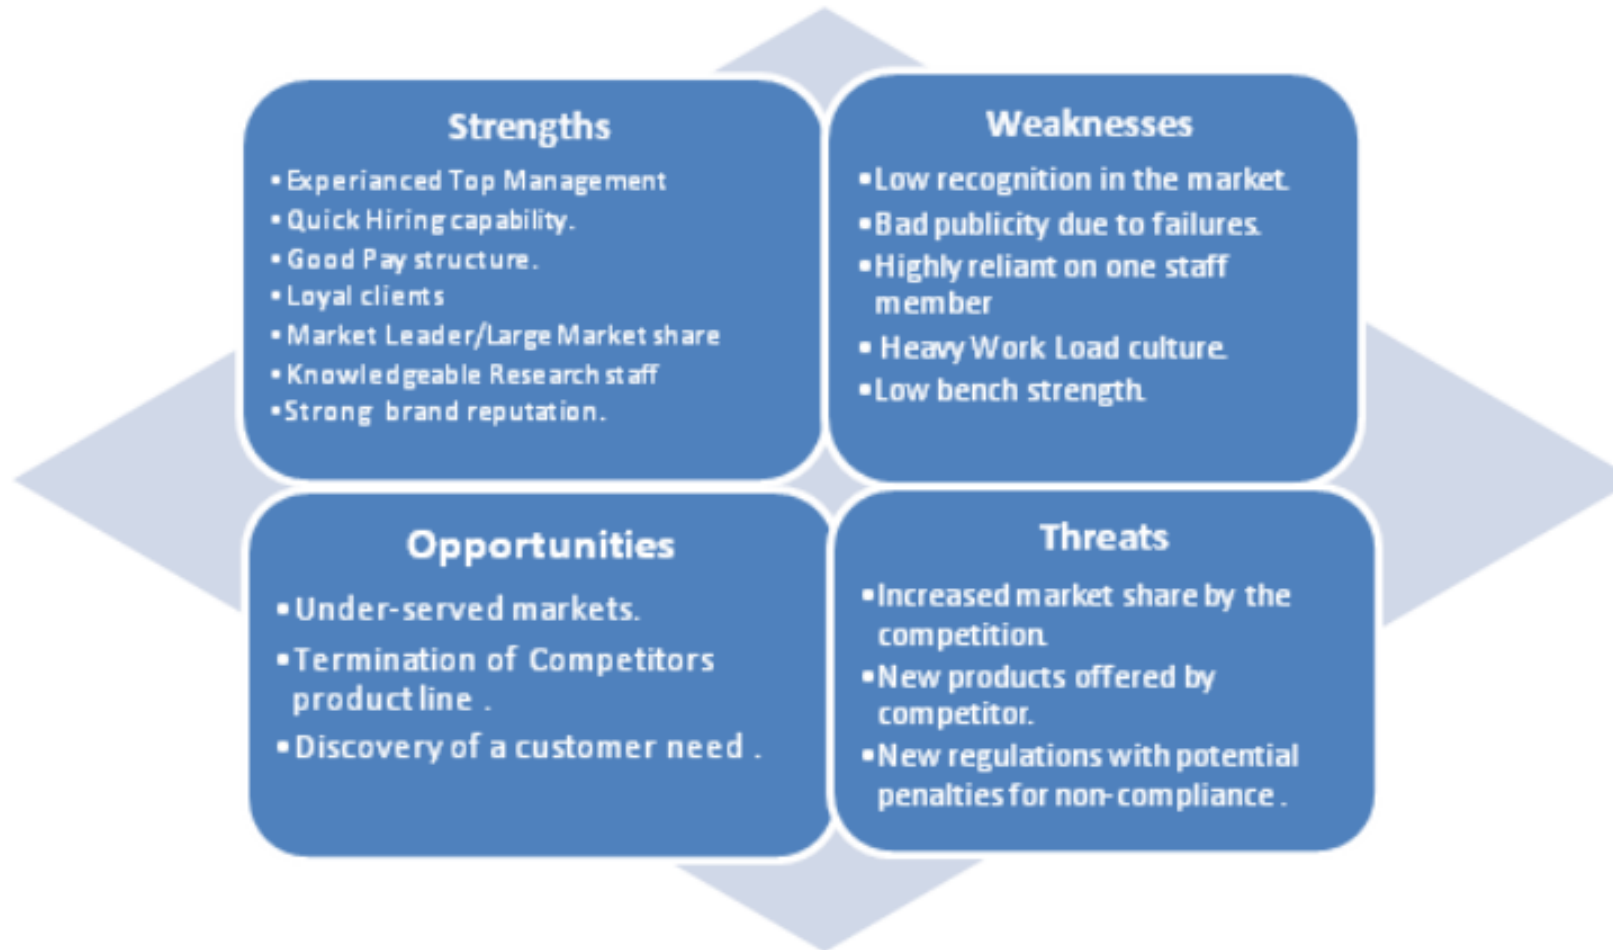 Strengths
▪Experianced Top Management
▪Quick Hiring capability.
▪Good Pay structure.
▪Loyal clients
▪Market Leader/Large Market share
▪Knowledgeable Research staff
▪Strong brand reputation.
Weaknesses
▪Low recognition in the market.
▪Bad publicity due to failures.
▪Highly reliant on one staff
member
▪Heavy Work Load culture.
▪Low bench strength.
Opportunities
▪Under-served markets.
▪Termination of Competitors
product line .
▪Discovery of a customer need .
Threats
▪Increased market share by the
competition.
▪New products offered by
competitor.
▪New regulations with potential
penalties for non-compliance .